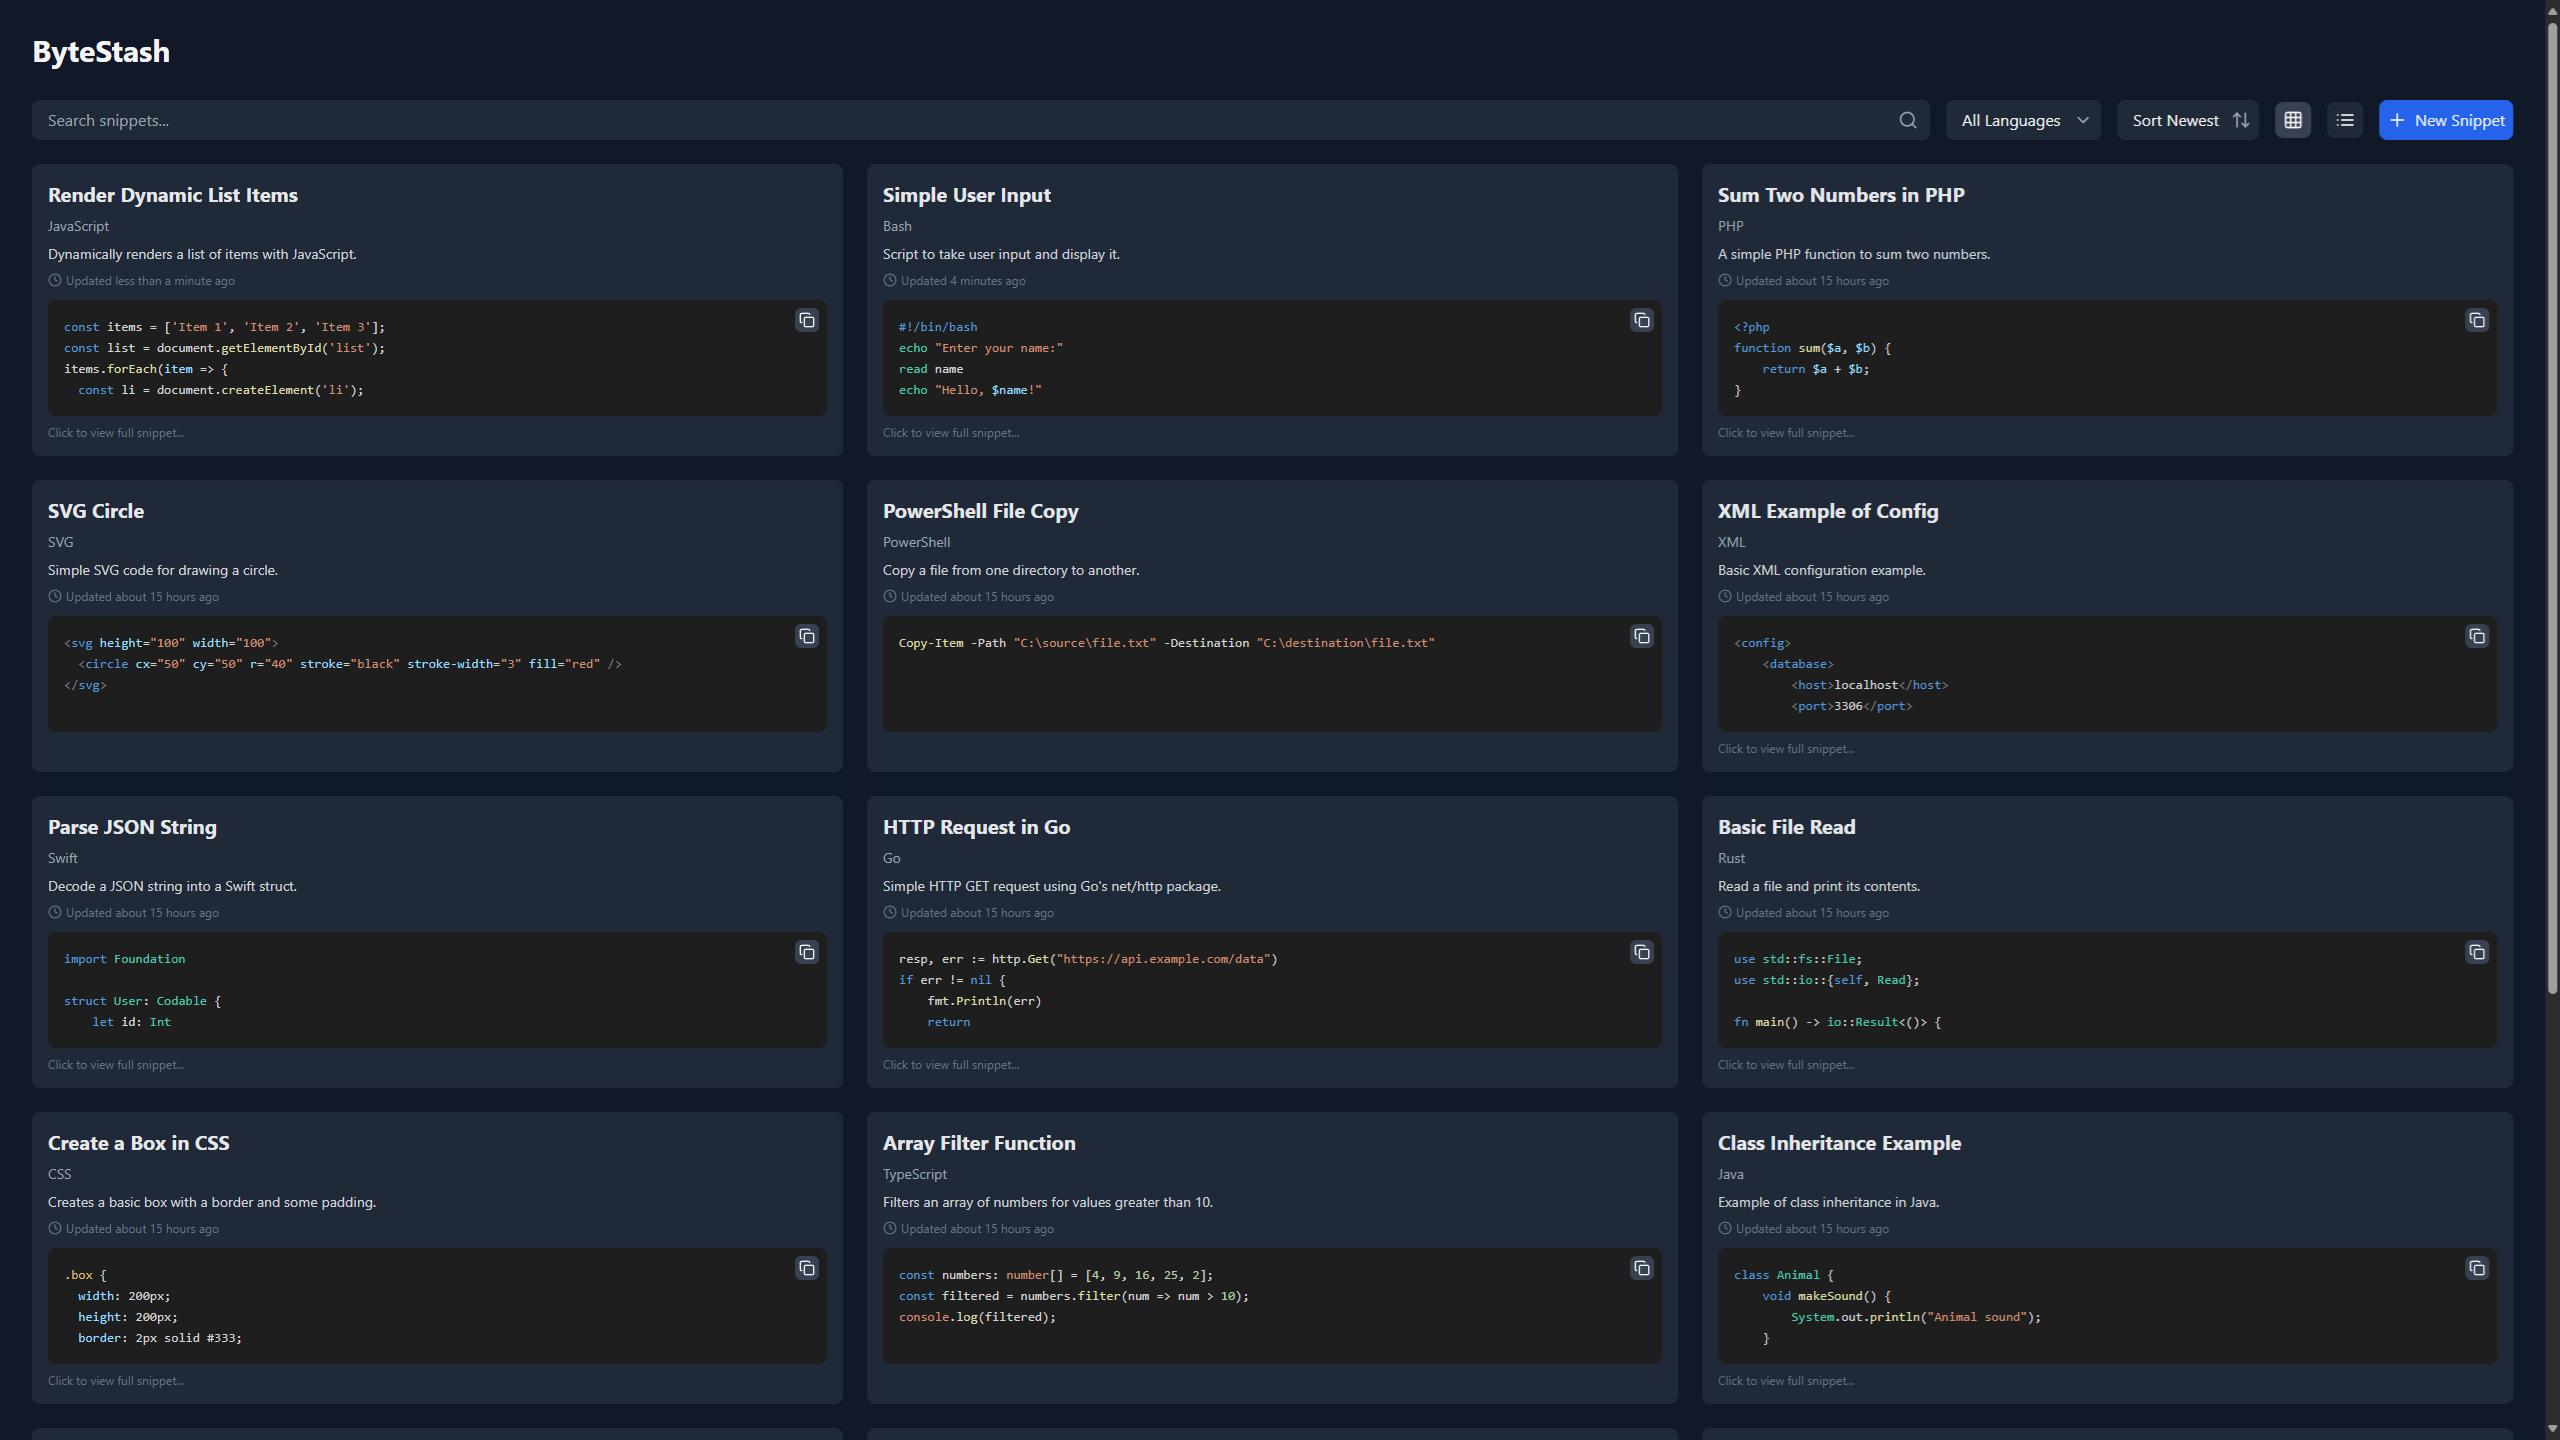 ByteStash
Search snippets...
All Languages
Sort Newest
New Snippet
Render Dynamic List Items
JavaScript
Dynamically renders a list of items with JavaScript.
Updated less than a minute ago
const items = ['Item 1', 'Item 2', 'Item 3'];
const list = document.getElementById('list');
items.forEach(item => {
  const li = document.createElement('li');
Click to view full snippet...
Simple User Input
Bash
Script to take user input and display it.
Updated 4 minutes ago
#!/bin/bash
echo "Enter your name:"
read name
echo "Hello, $name!"
Click to view full snippet...
Sum Two Numbers in PHP
PHP
A simple PHP function to sum two numbers.
Updated about 15 hours ago
<?php
function sum($a, $b) {
    return $a + $b;
}
Click to view full snippet...
SVG Circle
SVG
Simple SVG code for drawing a circle.
Updated about 15 hours ago
<svg height="100" width="100">
  <circle cx="50" cy="50" r="40" stroke="black" stroke-width="3" fill="red" />
</svg>
PowerShell File Copy
PowerShell
Copy a file from one directory to another.
Updated about 15 hours ago
Copy-Item -Path "C:\source\file.txt" -Destination "C:\destination\file.txt"
XML Example of Config
XML
Basic XML configuration example.
Updated about 15 hours ago
<config>
    <database>
        <host>localhost</host>
        <port>3306</port>
Click to view full snippet...
Parse JSON String
Swift
Decode a JSON string into a Swift struct.
Updated about 15 hours ago
import Foundation
struct User: Codable {
    let id: Int
Click to view full snippet...
HTTP Request in Go
Go
Simple HTTP GET request using Go's net/http package.
Updated about 15 hours ago
resp, err := http.Get("https://api.example.com/data")
if err != nil {
    fmt.Println(err)
    return
Click to view full snippet...
Basic File Read
Rust
Read a file and print its contents.
Updated about 15 hours ago
use std::fs::File;
use std::io::{self, Read};
fn main() -> io::Result<()> {
Click to view full snippet...
Create a Box in CSS
CSS
Creates a basic box with a border and some padding.
Updated about 15 hours ago
.box {
  width: 200px;
  height: 200px;
  border: 2px solid #333;
Click to view full snippet...
Array Filter Function
TypeScript
Filters an array of numbers for values greater than 10.
Updated about 15 hours ago
const numbers: number[] = [4, 9, 16, 25, 2];
const filtered = numbers.filter(num => num > 10);
console.log(filtered);
Class Inheritance Example
Java
Example of class inheritance in Java.
Updated about 15 hours ago
class Animal {
    void makeSound() {
        System.out.println("Animal sound");
    }
Click to view full snippet...